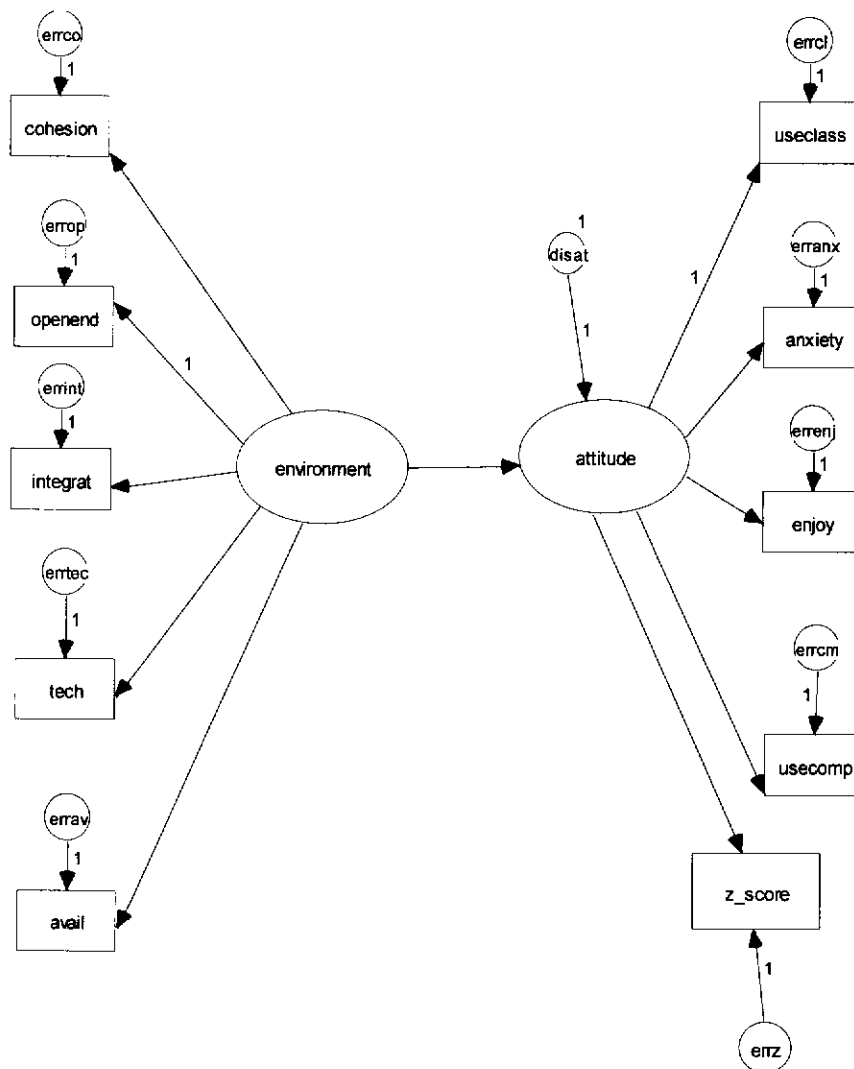 errco
1
cohesion
errop
1
openend
errint
1
integrat
errtec
1
tech
errav
1
avail
environment
1
1
disat
1
attitude
1
errcl
1
useclass
erranx
1
anxiety
errenj
1
enjoy
errcm
1
usecomp
z_score
1
errz